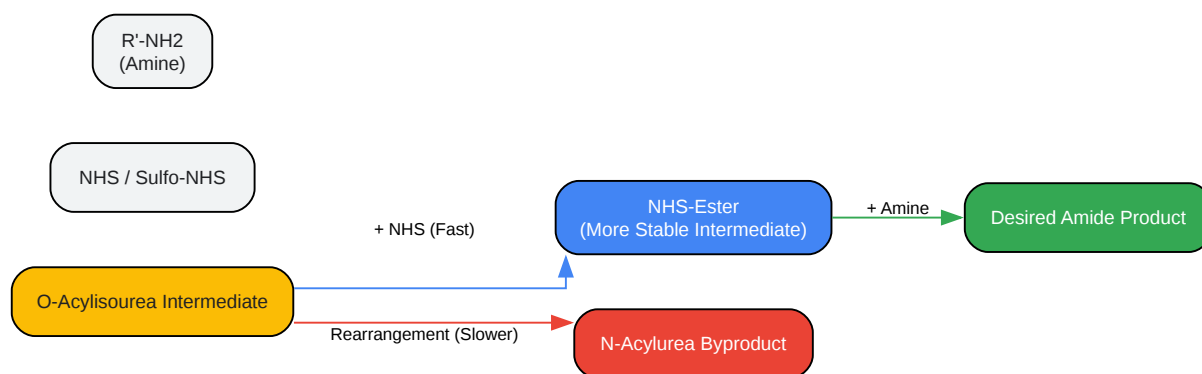 R'-NH2
(Amine)
NHS / Sulfo-NHS
+ NHS (Fast)
NHS-Ester
(More Stable Intermediate)
+ Amine
Desired Amide Product
O-Acylisourea Intermediate
Rearrangement (Slower)
N-Acylurea Byproduct